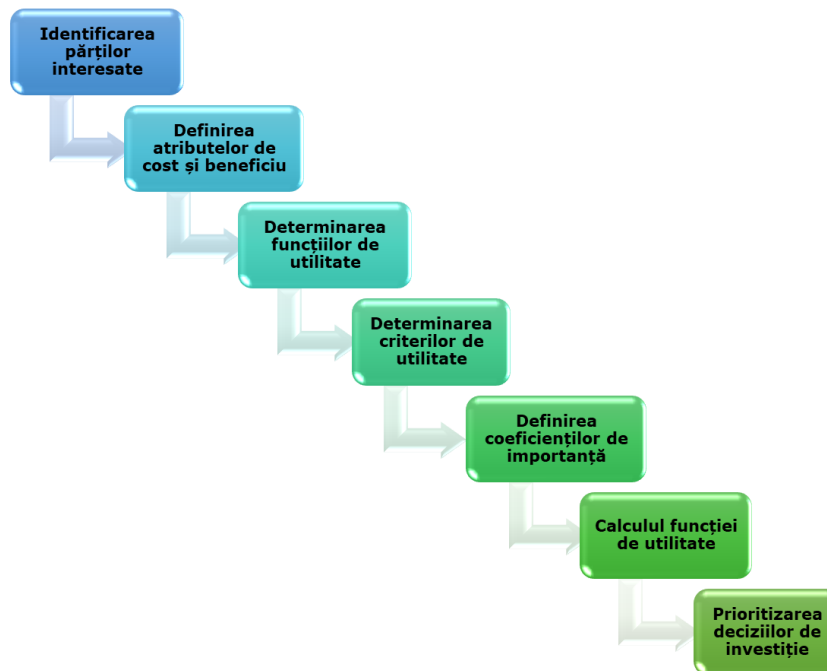 Identificarea
părților
interesate
Definirea
atributelor de
cost și beneficiu
Determinarea
funcțiilor de
utilitate
Determinarea
criterilor de
utilitate
Definirea
coeficienților de
importanță
Calculul funcției
de utilitate
Prioritizarea
deciziilor de
investiție